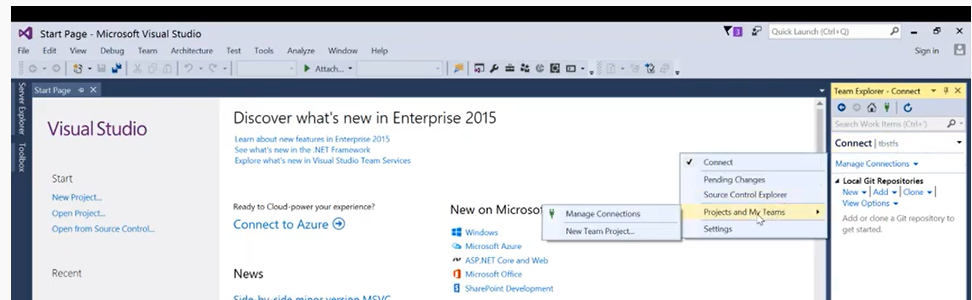 Start Page - Microsoft Visual Studio
3
Quick Launch (Ctrl+Q)
File Edit View Debug Team Architecture Test Tools Analyze Window Help
Sign in
Attach...
Server Explorer
Toolbox
Start Page
Visual Studio
Start
New Project...
Open Project...
Open from Source Control...
Recent
Discover what's new in Enterprise 2015
Learn about new features in Enterprise 2015
See what's new in the .NET Framework
Explore what's new in Visual Studio Team Services
Ready to Cloud-power your experience?
Connect to Azure
News
Side-by-side minor version MSVC
New on Microso
Windows
Microsoft Azure
ASP.NET Core and Web
Microsoft Office
SharePoint Development
Manage Connections
New Team Project...
Connect
Pending Changes
Source Control Explorer
Projects and My Teams
Settings
Team Explorer - Connect
Search Work Items (Ctrl+')
Connect | tbstfs
Manage Connections
Local Git Repositories
New | Add | Clone |
View Options
Add or clone a Git repository to
get started.